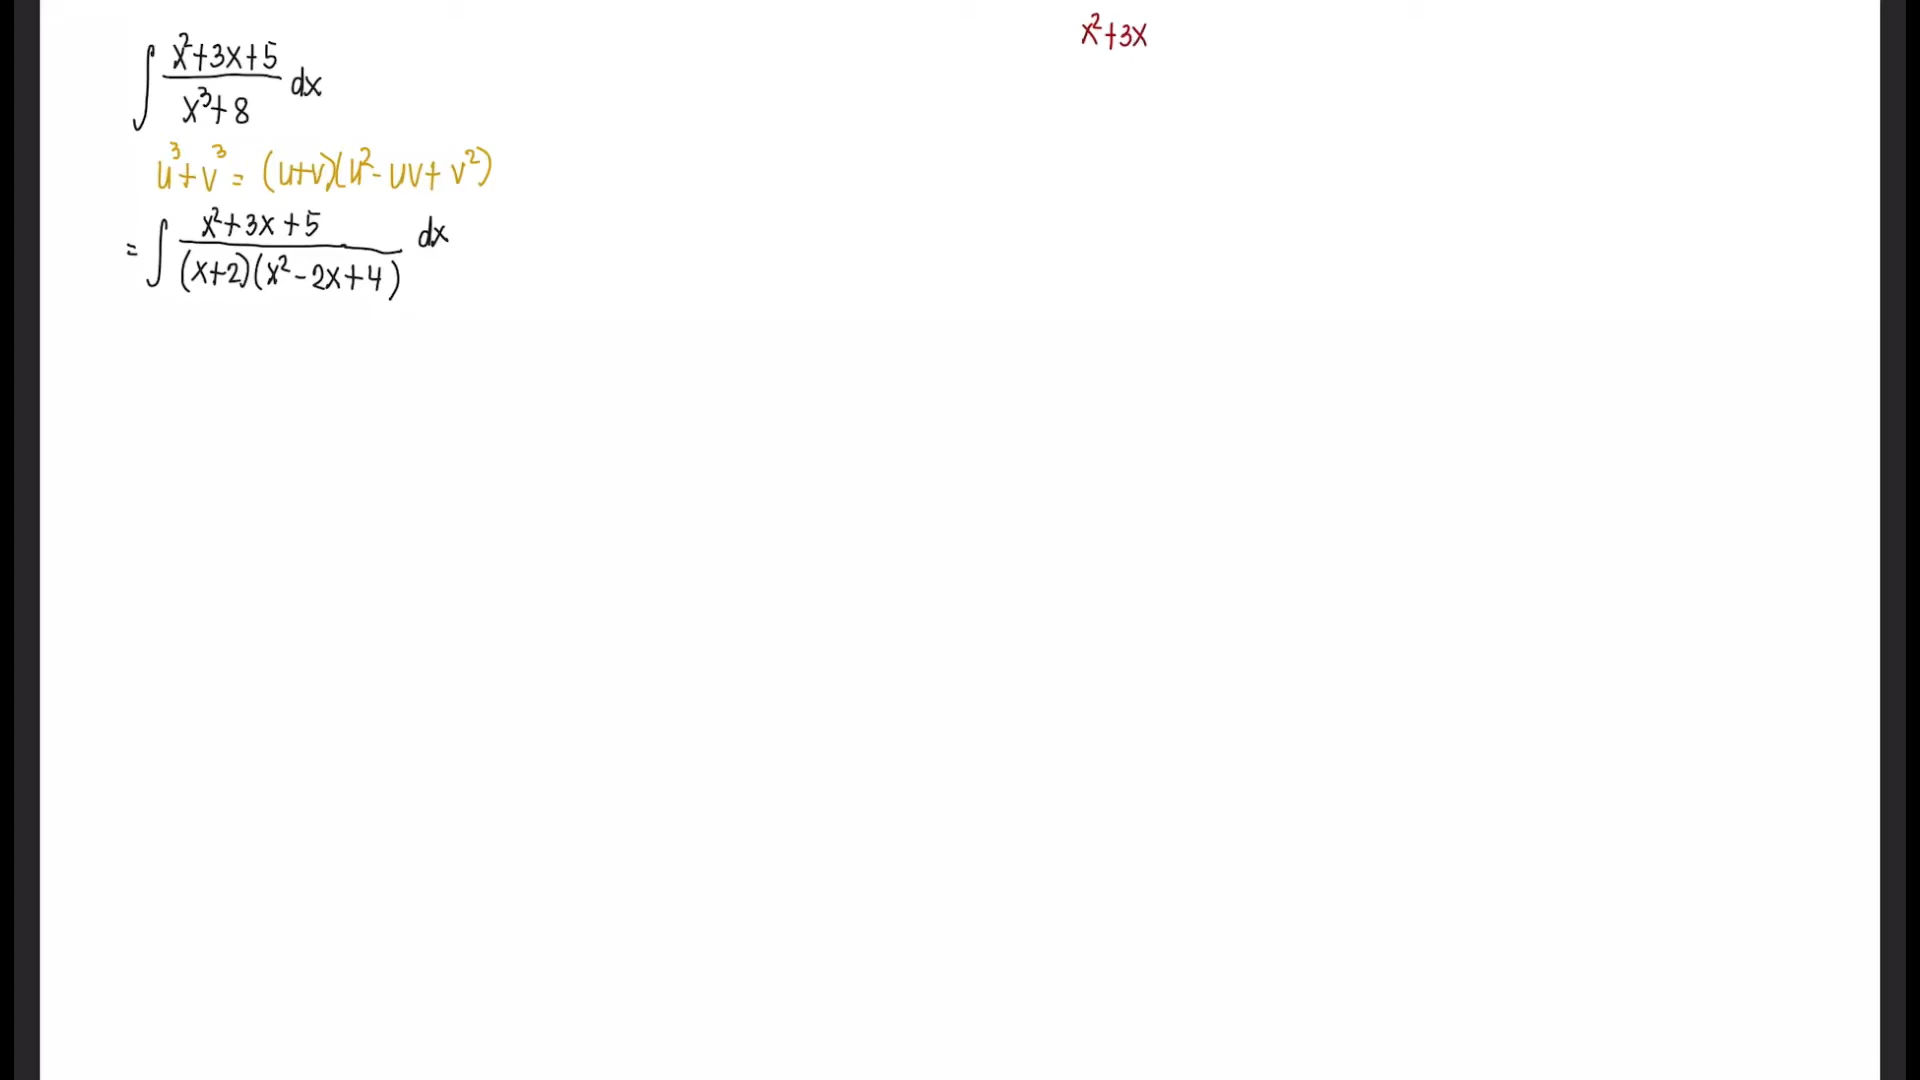 ∫ x²+3x+5 / x³+8 dx
u³+v³ = (u+v)(u²-uv+v²)
= ∫ x²+3x+5 / (x+2)(x²-2x+4) dx
x²+3x